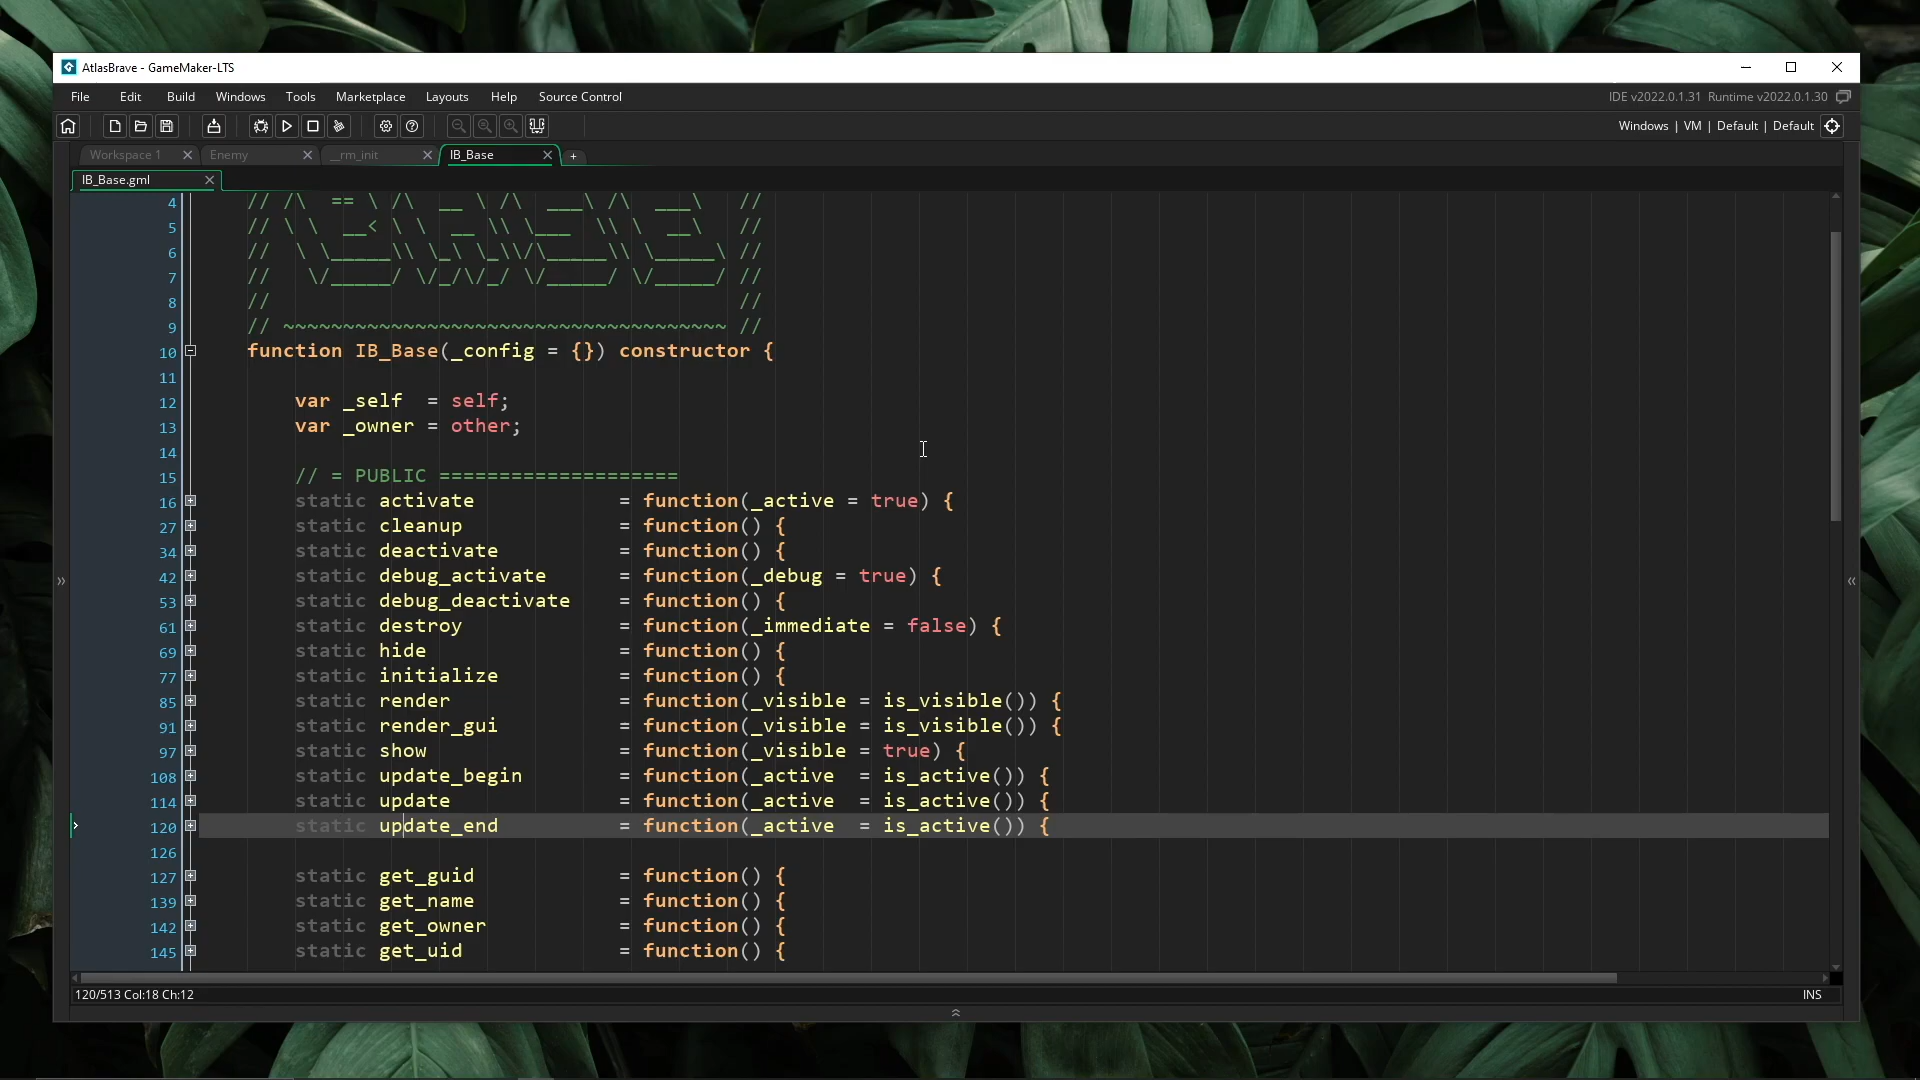 AtlasBrave - GameMaker-LTS
File Edit Build Windows Tools Marketplace Layouts Help Source Control
IDE v2022.0.1.31 Runtime v2022.0.1.30
Windows | VM | Default | Default
Workspace 1 Enemy __rm_init IB_Base +
IB_Base.gml
4 // /\  == \ /\  __ \ /\  ___\ /\  ___\   //
5 // \ \  __< \ \  __ \\ \___  \\ \  __\   //
6 //  \ \_____\\ \_\ \_\\/\_____\\ \_____\ //
7 //   \/_____/ \/_/\/_/ \/_____/ \/_____/ //
8 //                                       //
9 // ~~~~~~~~~~~~~~~~~~~~~~~~~~~~~~~~~~~~~ //
10 function IB_Base(_config = {}) constructor {
11
12 var _self  = self;
13 var _owner = other;
14
15 // = PUBLIC ====================
16 static activate = function(_active = true) {
27 static cleanup = function() {
34 static deactivate = function() {
42 static debug_activate = function(_debug = true) {
53 static debug_deactivate = function() {
61 static destroy = function(_immediate = false) {
69 static hide = function() {
77 static initialize = function() {
85 static render = function(_visible = is_visible()) {
91 static render_gui = function(_visible = is_visible()) {
97 static show = function(_visible = true) {
108 static update_begin = function(_active  = is_active()) {
114 static update = function(_active  = is_active()) {
120 static update_end = function(_active  = is_active()) {
126
127 static get_guid = function() {
139 static get_name = function() {
142 static get_owner = function() {
145 static get_uid = function() {
120/513 Col:18 Ch:12 INS